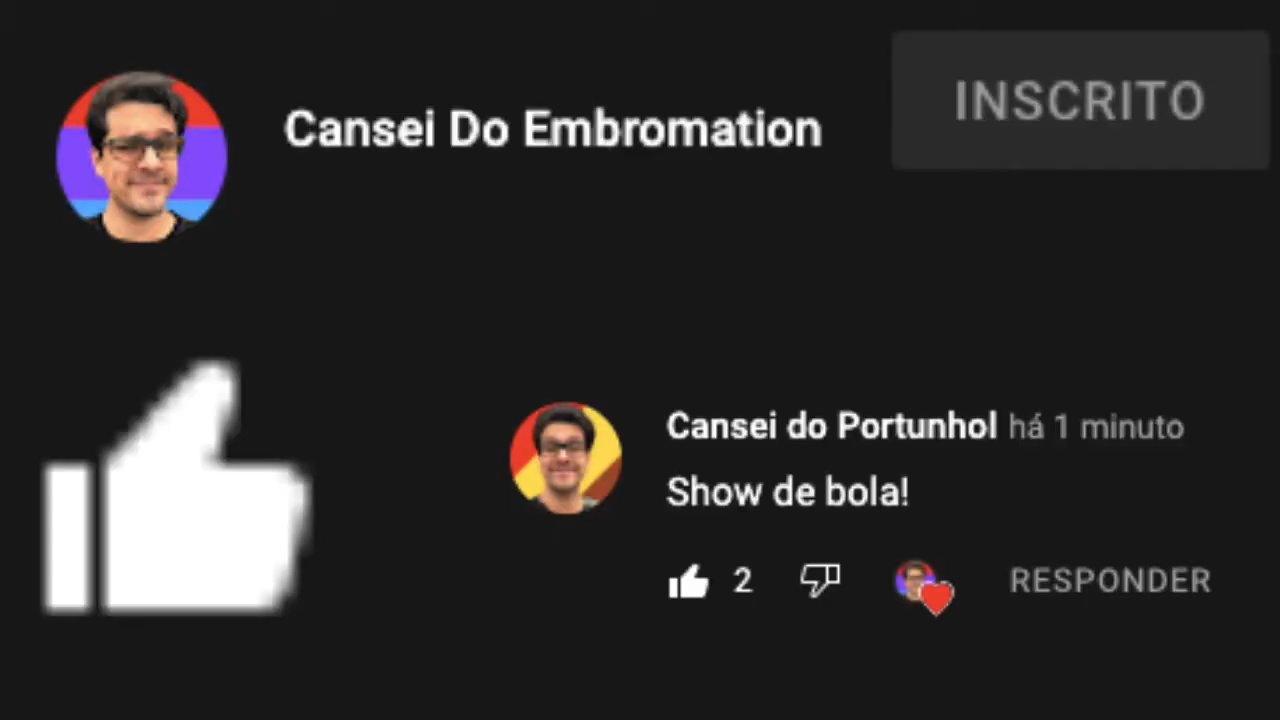 INSCRITO
Cansei Do Embromation
Cansei do Portunhol há 1 minuto
Show de bola!
2 RESPONDER